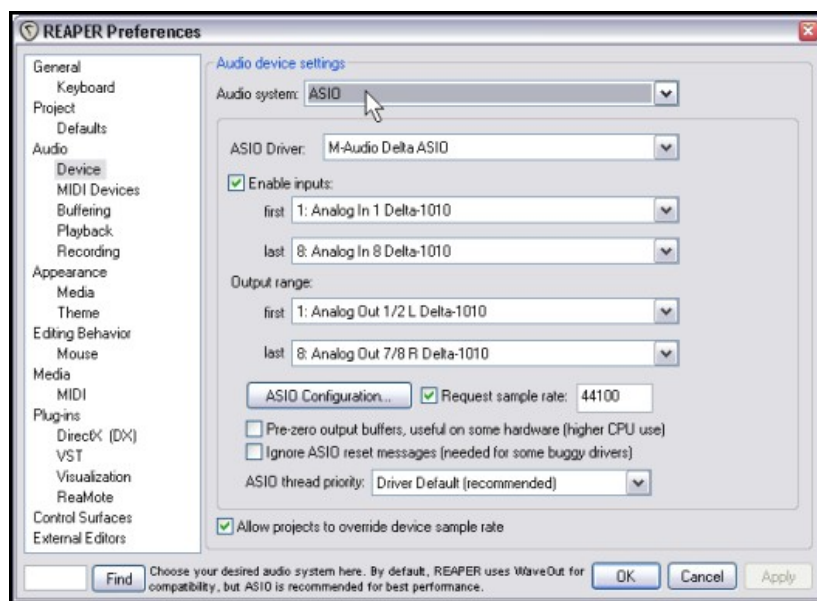 REAPER Preferences
General
Keyboard
Project
Defaults
Audio
Device
MIDI Devices
Buffering
Playback
Recording
Appearance
Media
Theme
Editing Behavior
Mouse
Media
MIDI
Plug-ins
DirectX (DX)
VST
Visualization
ReaMote
Control Surfaces
External Editors
Audio device settings
Audio system: ASIO
ASIO Driver: M-Audio Delta ASIO
Enable inputs:
first 1: Analog In 1 Delta-1010
last 8: Analog In 8 Delta-1010
Output range:
first 1: Analog Out 1/2 L Delta-1010
last 8: Analog Out 7/8 R Delta-1010
ASIO Configuration... Request sample rate: 44100
Pre-zero output buffers, useful on some hardware (higher CPU use)
Ignore ASIO reset messages (needed for some buggy drivers)
ASIO thread priority: Driver Default (recommended)
Allow projects to override device sample rate
Find
Choose your desired audio system here. By default, REAPER uses WaveOut for
compatibility, but ASIO is recommended for best performance.
OK Cancel Apply